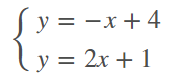 y = −x + 4
y = 2x + 1